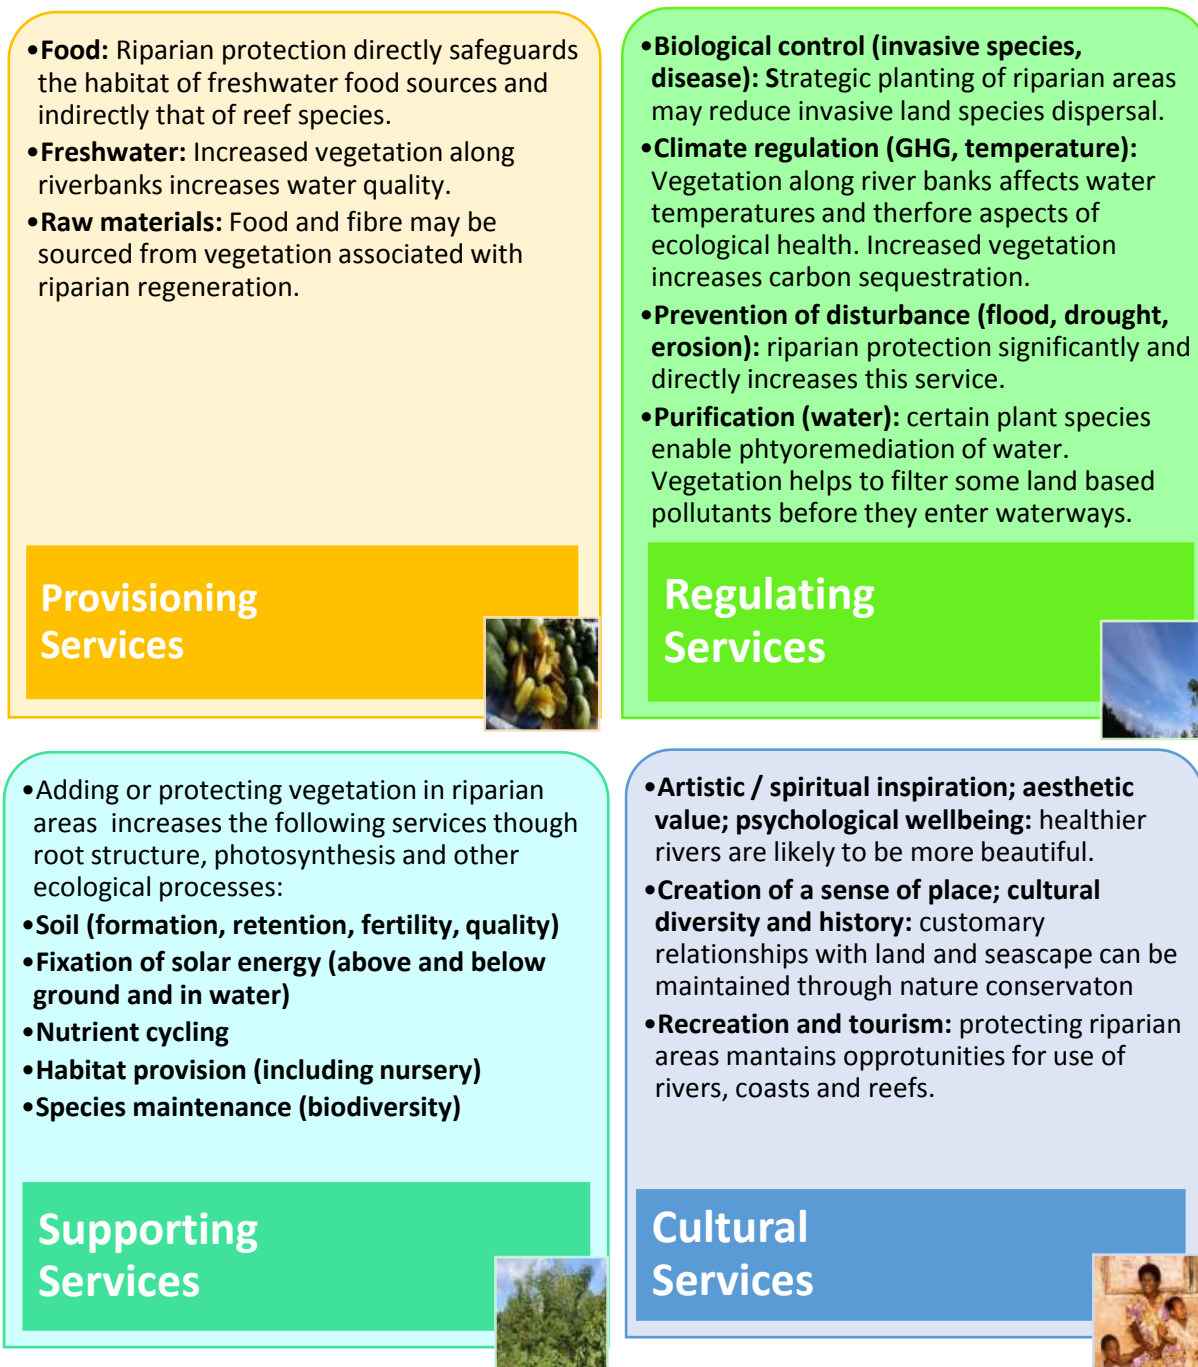 •Food: Riparian protection directly safeguards
the habitat of freshwater food sources and
indirectly that of reef species.
•Freshwater: Increased vegetation along
riverbanks increases water quality.
•Raw materials: Food and fibre may be
sourced from vegetation associated with
riparian regeneration.
Provisioning
Services
•Biological control (invasive species,
disease): Strategic planting of riparian areas
may reduce invasive land species dispersal.
•Climate regulation (GHG, temperature):
Vegetation along river banks affects water
temperatures and therfore aspects of
ecological health. Increased vegetation
increases carbon sequestration.
•Prevention of disturbance (flood, drought,
erosion): riparian protection significantly and
directly increases this service.
•Purification (water): certain plant species
enable phtyoremediation of water.
Vegetation helps to filter some land based
pollutants before they enter waterways.
Regulating
Services
•Adding or protecting vegetation in riparian
areas increases the following services though
root structure, photosynthesis and other
ecological processes:
•Soil (formation, retention, fertility, quality)
•Fixation of solar energy (above and below
ground and in water)
•Nutrient cycling
•Habitat provision (including nursery)
•Species maintenance (biodiversity)
Supporting
Services
•Artistic / spiritual inspiration; aesthetic
value; psychological wellbeing: healthier
rivers are likely to be more beautiful.
•Creation of a sense of place; cultural
diversity and history: customary
relationships with land and seascape can be
maintained through nature conservaton
•Recreation and tourism: protecting riparian
areas mantains opprotunities for use of
rivers, coasts and reefs.
Cultural
Services